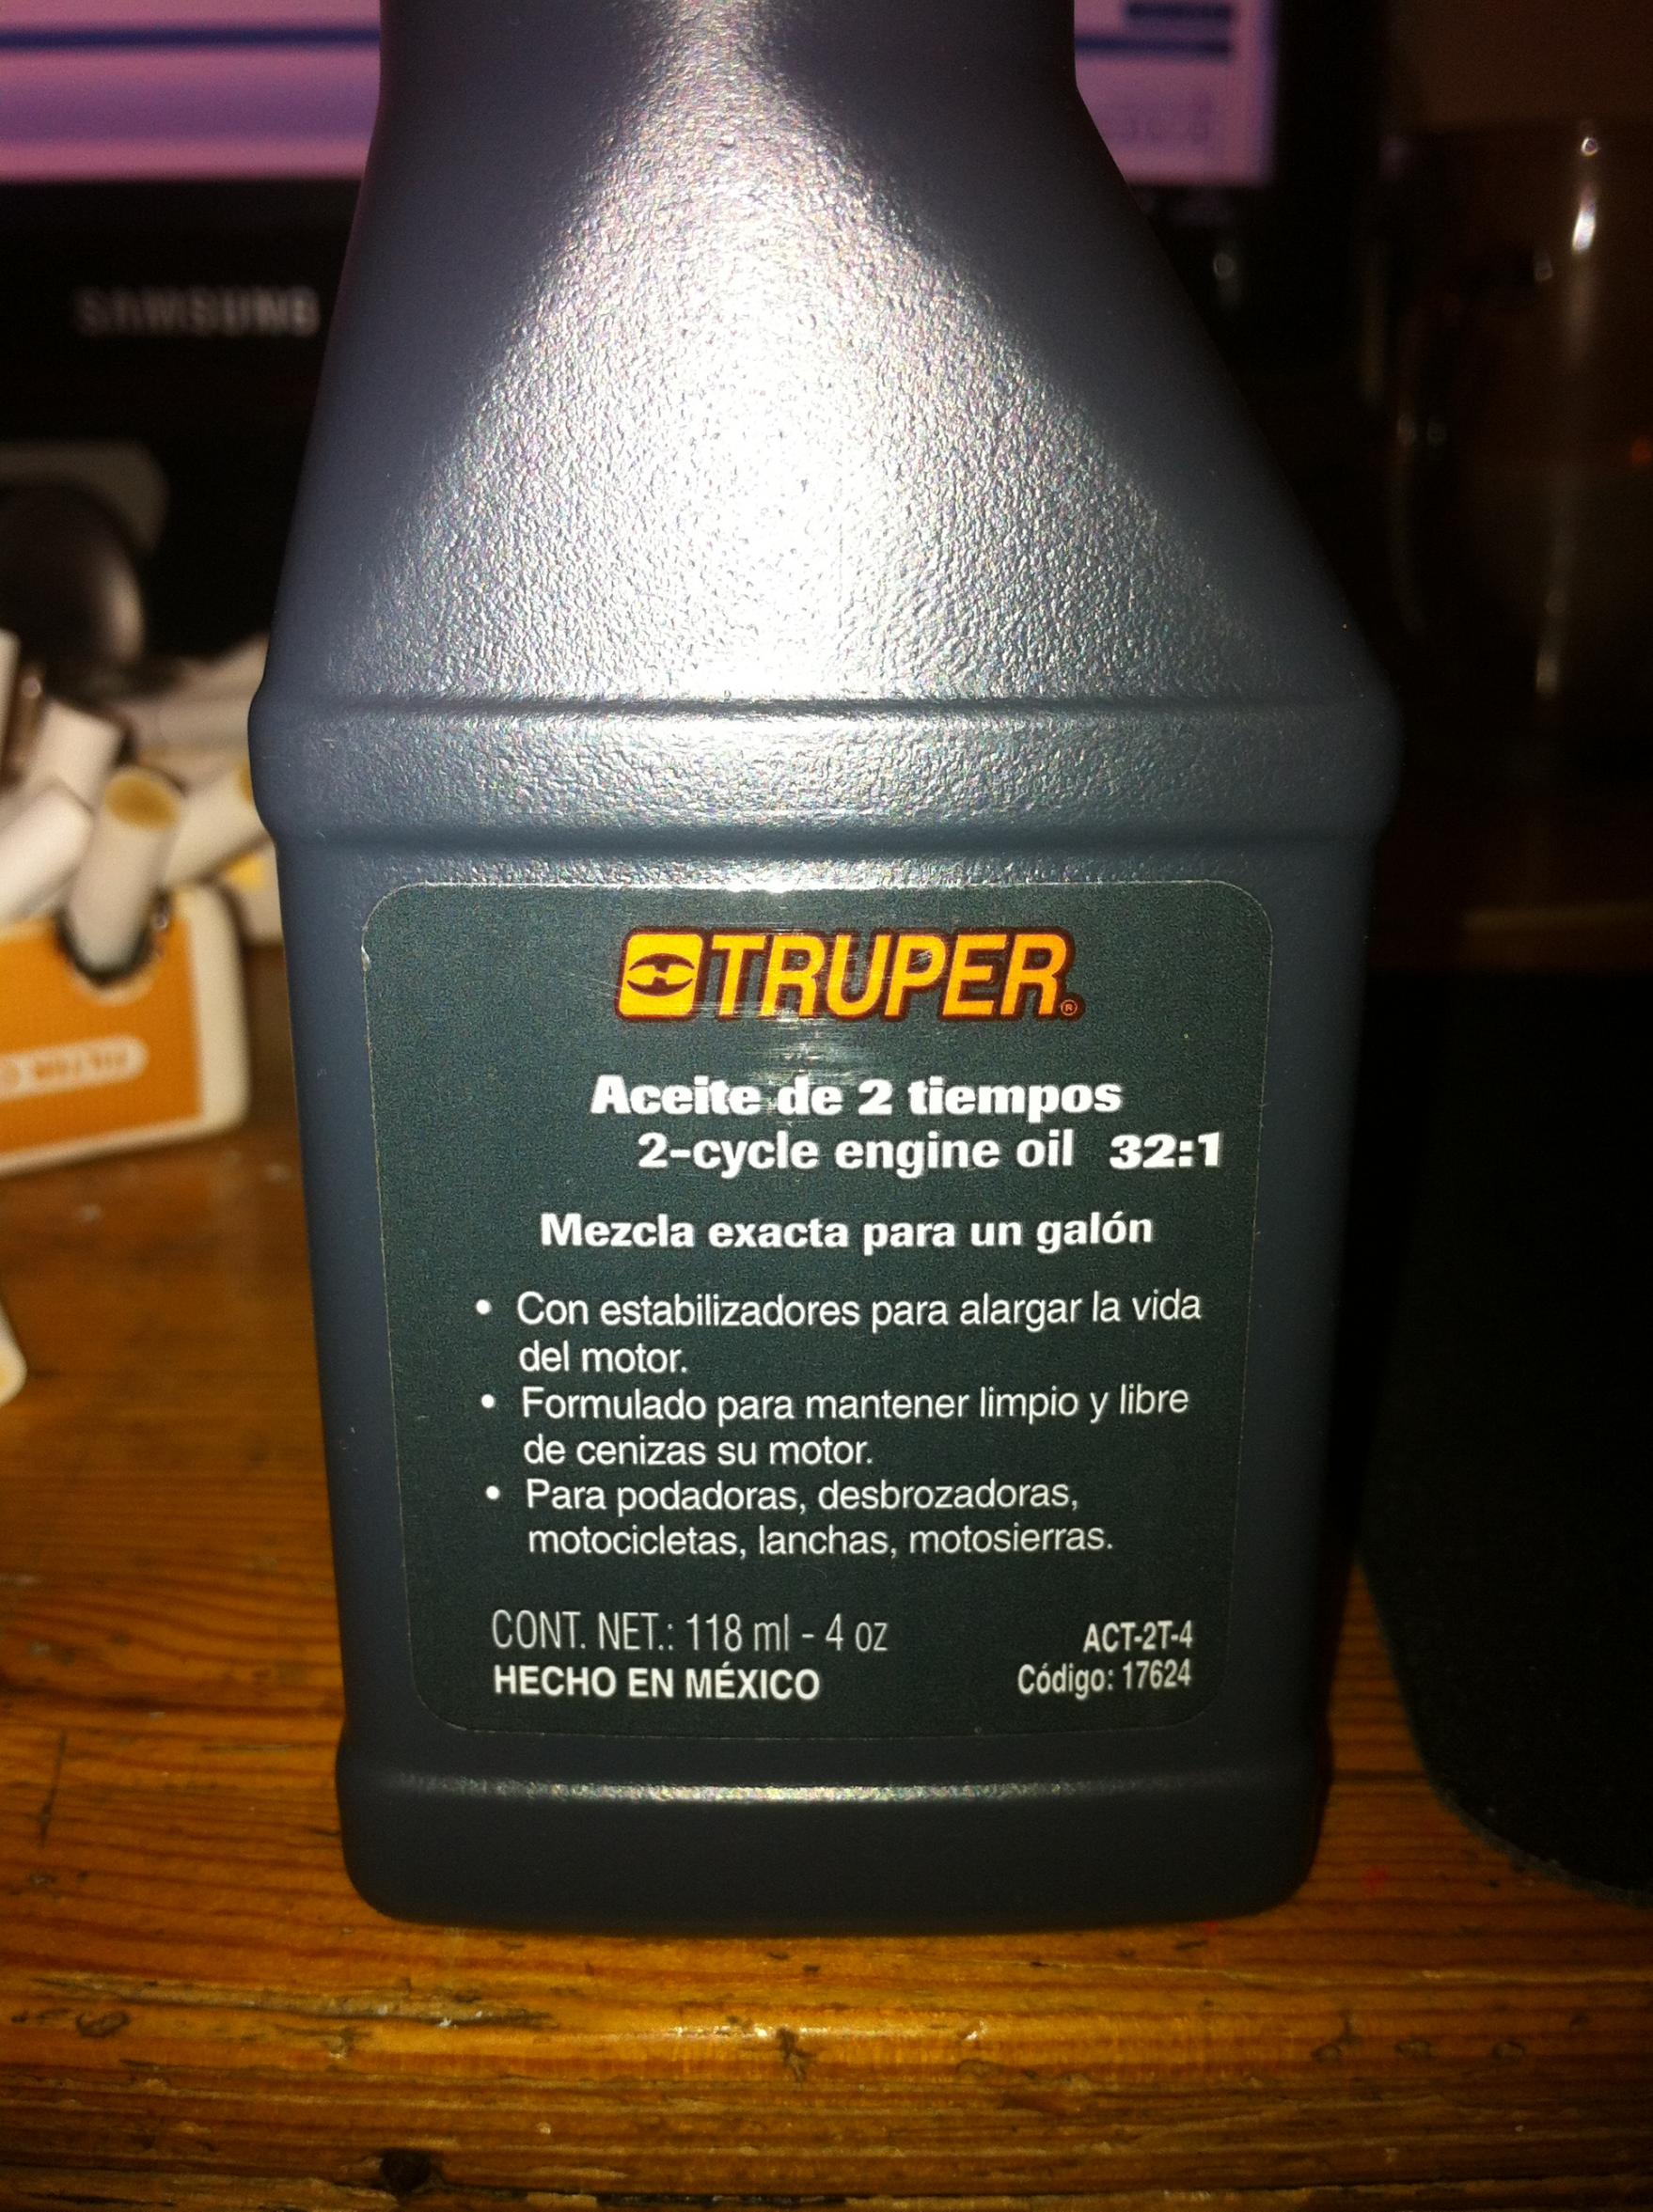 SAMSUNG
TRUPER®
Aceite de 2 tiempos
2-cycle engine oil 32:1
Mezcla exacta para un galón
• Con estabilizadores para alargar la vida
del motor.
• Formulado para mantener limpio y libre
de cenizas su motor.
• Para podadoras, desbrozadoras,
motocicletas, lanchas, motosierras.
CONT. NET.: 118 ml - 4 oz
ACT-2T-4
HECHO EN MÉXICO
Código: 17624